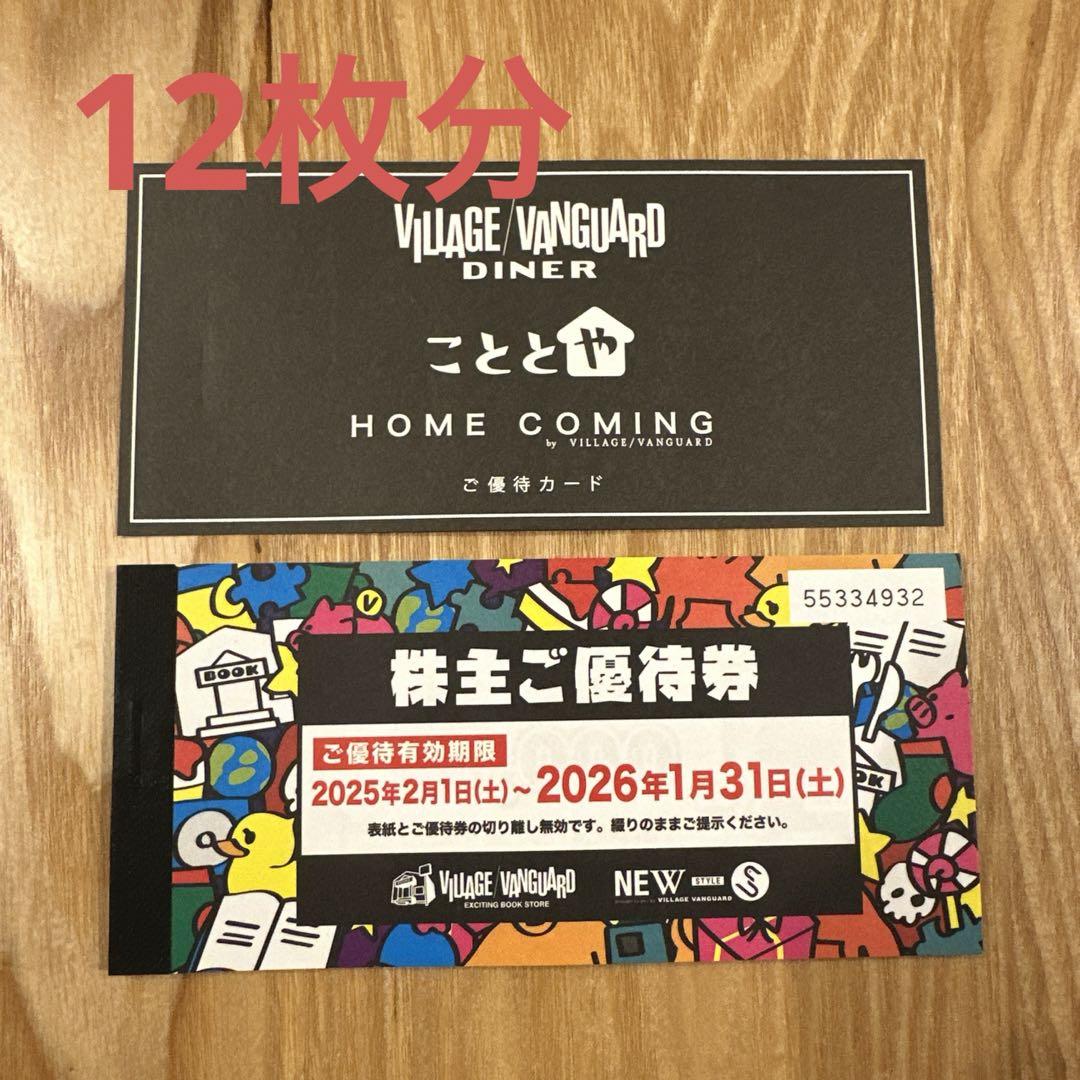 12枚分
VILLAGE/VANGUARD
DINER
こととや
HOME COMING
by VILLAGE/VANGUARD
ご優待カード
55334932
BOOK
株主ご優待券
ご優待有効期限
2025年2月1日(土)～2026年1月31日(土)
表紙とご優待券の切り離し無効です。綴りのままご提示ください。
VILLAGE/VANGUARD
EXCITING BOOK STORE
NEW STYLE
VILLAGE VANGUARD